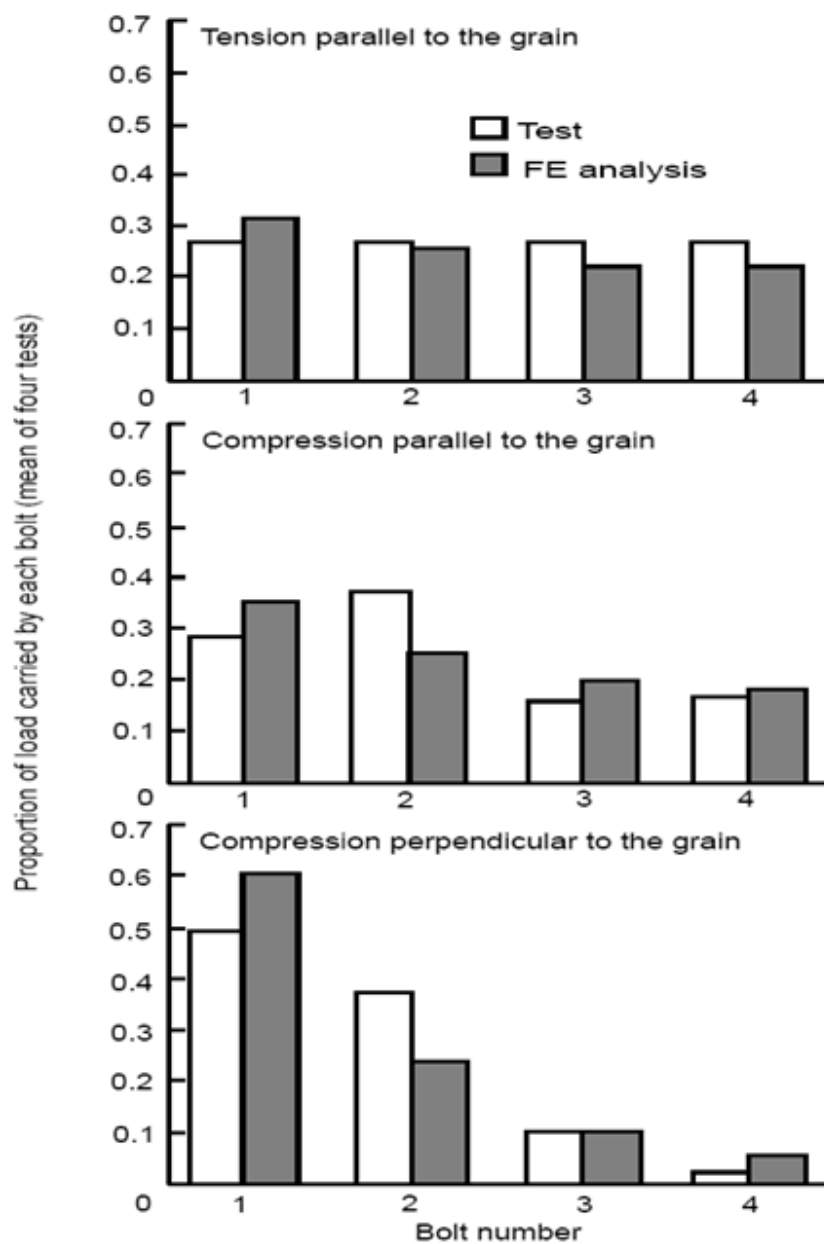 Proportion of load carried by each bolt (mean of four tests)
0.7
Tension parallel to the grain
0.6
0.5
Test
0.4
FE analysis
0.3
0.2
0.1
0
1 2 3 4
0.7
Compression parallel to the grain
0.6
0.5
0.4
0.3
0.2
0.1
0
1 2 3 4
0.7
Compression perpendicular to the grain
0.6
0.5
0.4
0.3
0.2
0.1
0
1 2 3 4
Bolt number